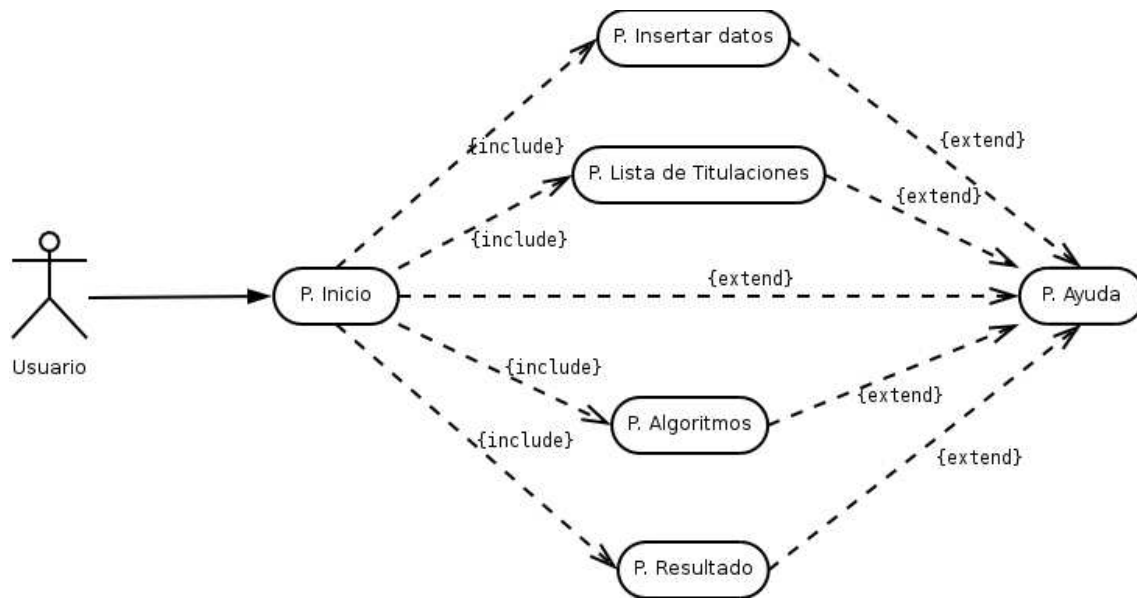 P. Insertar datos
{include}
{extend}
P. Lista de Titulaciones
{extend}
{include}
{extend}
P. Inicio
P. Ayuda
Usuario
{include}
{extend}
P. Algoritmos
{include}
{extend}
P. Resultado